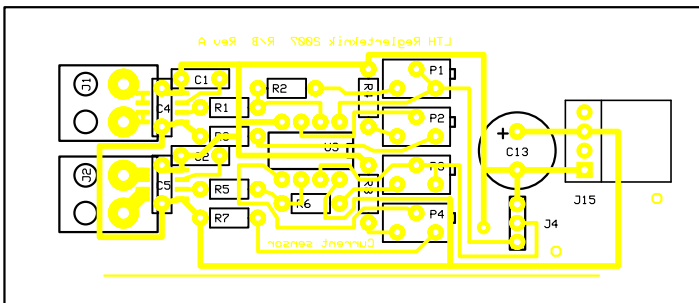 LTH Reglerteknik 2007 R/B Rev A
J1
C1
R2
P1
C4
R1
P2
+
C13
J2
C2
P3
C5
R5
R3
J15
R7
R6
P4
J4
Current sensor